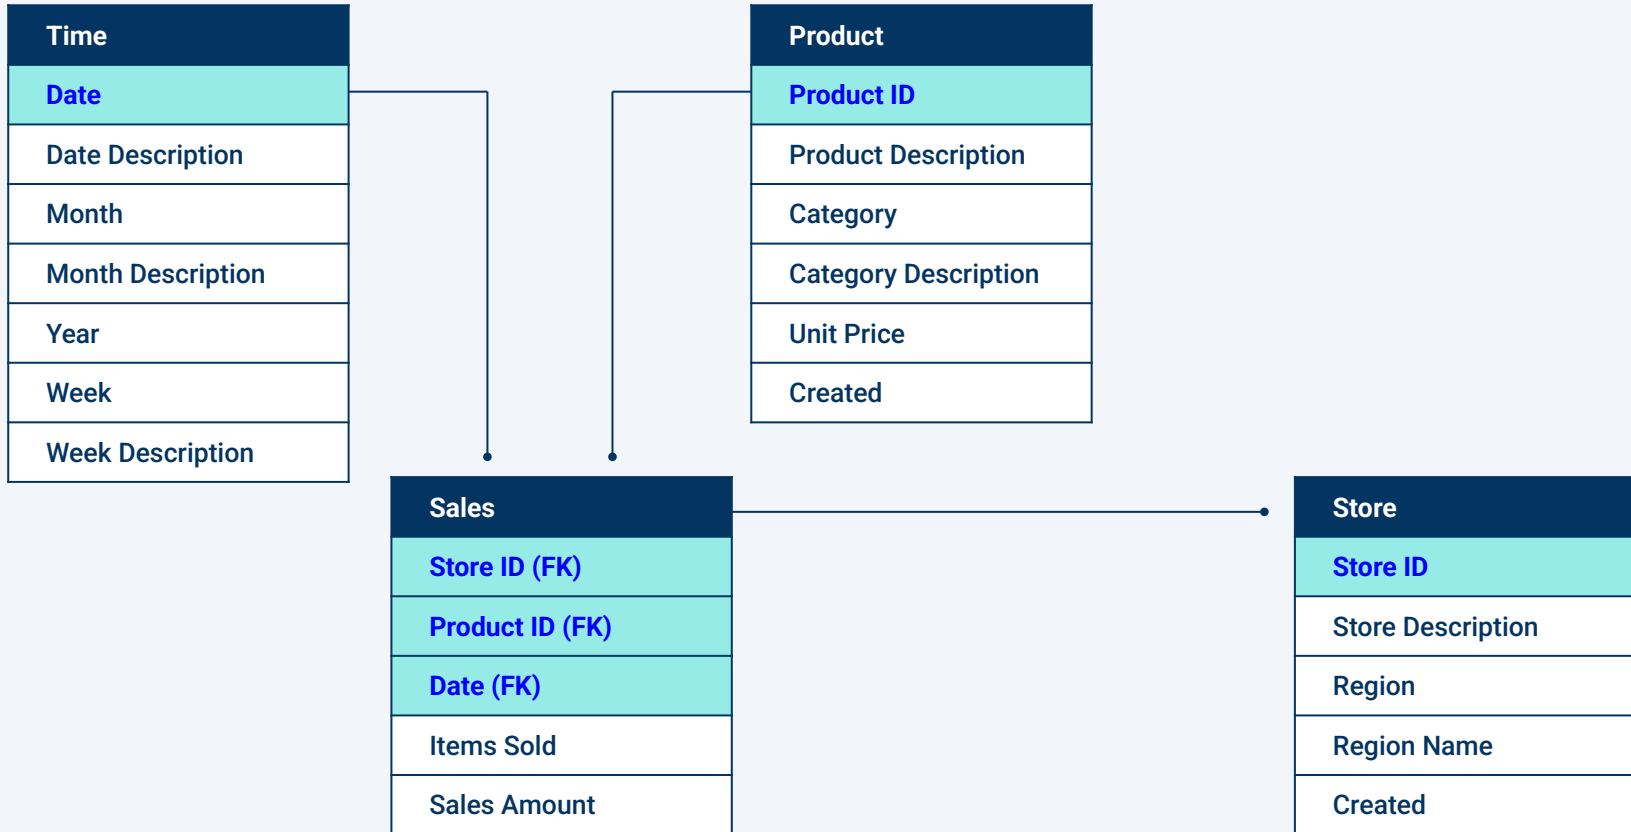 Time
Date
Date Description
Month
Month Description
Year
Week
Week Description
Product
Product ID
Product Description
Category
Category Description
Unit Price
Created
Sales
Store ID (FK)
Product ID (FK)
Date (FK)
Items Sold
Sales Amount
Store
Store ID
Store Description
Region
Region Name
Created